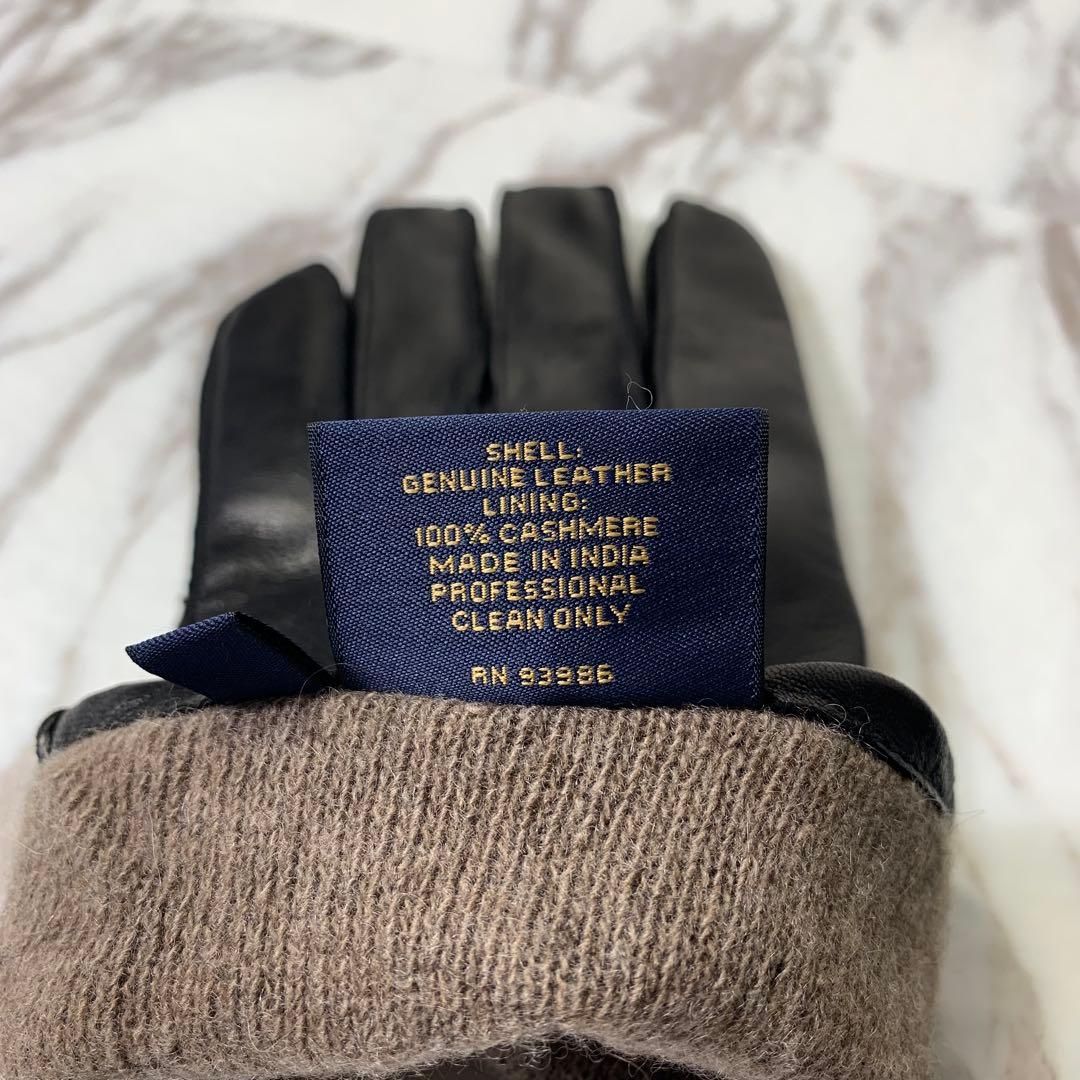 SHELL:
GENUINE LEATHER
LINING:
100% CASHMERE
MADE IN INDIA
PROFESSIONAL
CLEAN ONLY
RN 93986